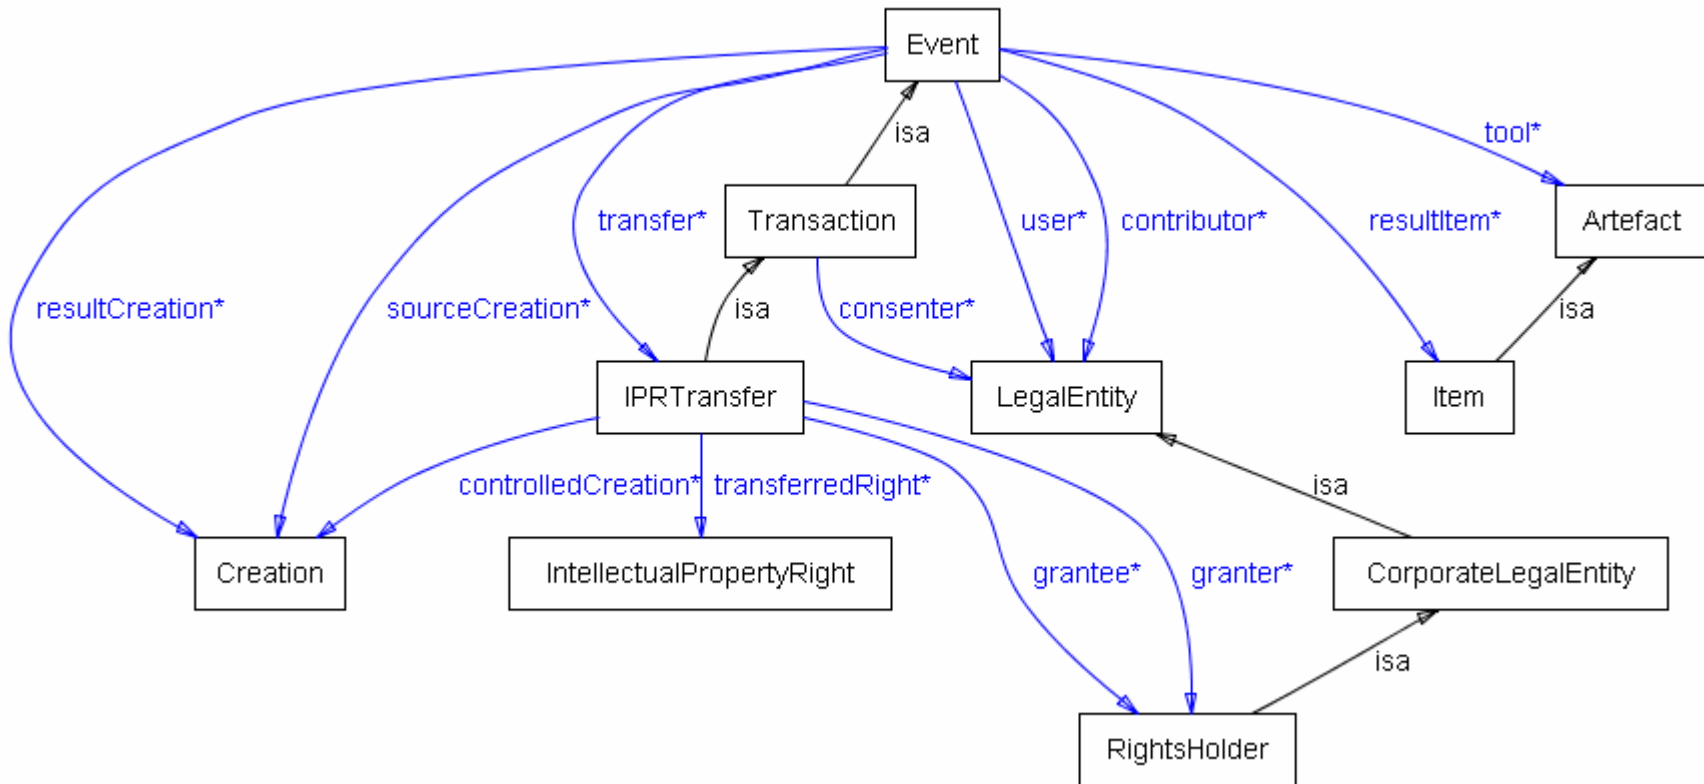 Event
isa
tool*
Transaction
transfer*
user*
contributor*
resultItem*
Artefact
resultCreation*
sourceCreation*
isa
consenter*
isa
IPRTransfer
LegalEntity
Item
controlledCreation*
transferredRight*
isa
Creation
IntellectualPropertyRight
grantee*
granter*
CorporateLegalEntity
isa
RightsHolder